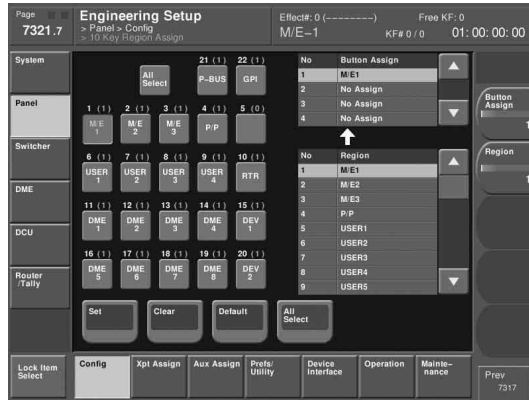 Page
7321.7
Engineering Setup
> Panel > Config
> 10 Key Region Assign
Effect#: 0 (--------)
Free KF: 0
M/E-1
KF# 0 / 0
01: 00: 00: 00
System
Panel
Switcher
DME
DCU
Router
/Tally
Lock Item
Select
All
Select
21 (1)
P-BUS
22 (1)
GPI
1 (1)
M/E
1
2 (1)
M/E
2
3 (1)
M/E
3
4 (1)
P/P
5 (0)
6 (1)
USER
1
7 (1)
USER
2
8 (1)
USER
3
9 (1)
USER
4
10 (1)
RTR
11 (1)
DME
1
12 (1)
DME
2
13 (1)
DME
3
14 (1)
DME
4
15 (1)
DEV
1
16 (1)
DME
5
17 (1)
DME
6
18 (1)
DME
7
19 (1)
DME
8
20 (1)
DEV
2
No Button Assign
1 M/E1
2 No Assign
3 No Assign
4 No Assign
No Region
1 M/E1
2 M/E2
3 M/E3
4 P/P
5 USER1
6 USER2
7 USER3
8 USER4
9 USER5
Button
Assign
1
Region
1
Set
Clear
Default
All
Select
Config
Xpt Assign
Aux Assign
Prefs/
Utility
Device
Interface
Operation
Mainte-
nance
Prev
7317